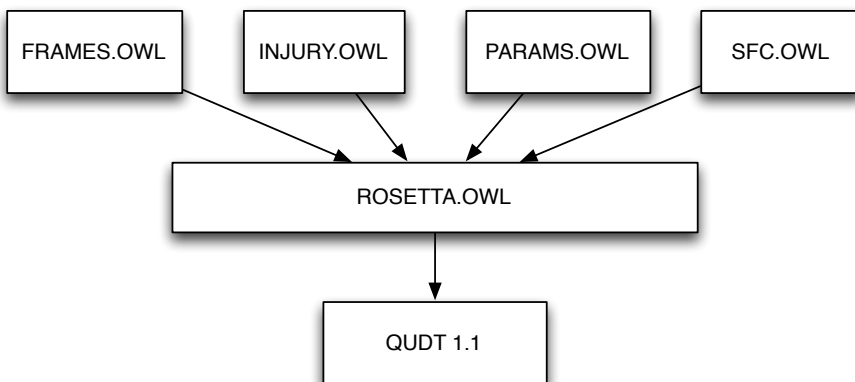 FRAMES.OWL
INJURY.OWL
PARAMS.OWL
SFC.OWL
ROSETTA.OWL
QUDT 1.1